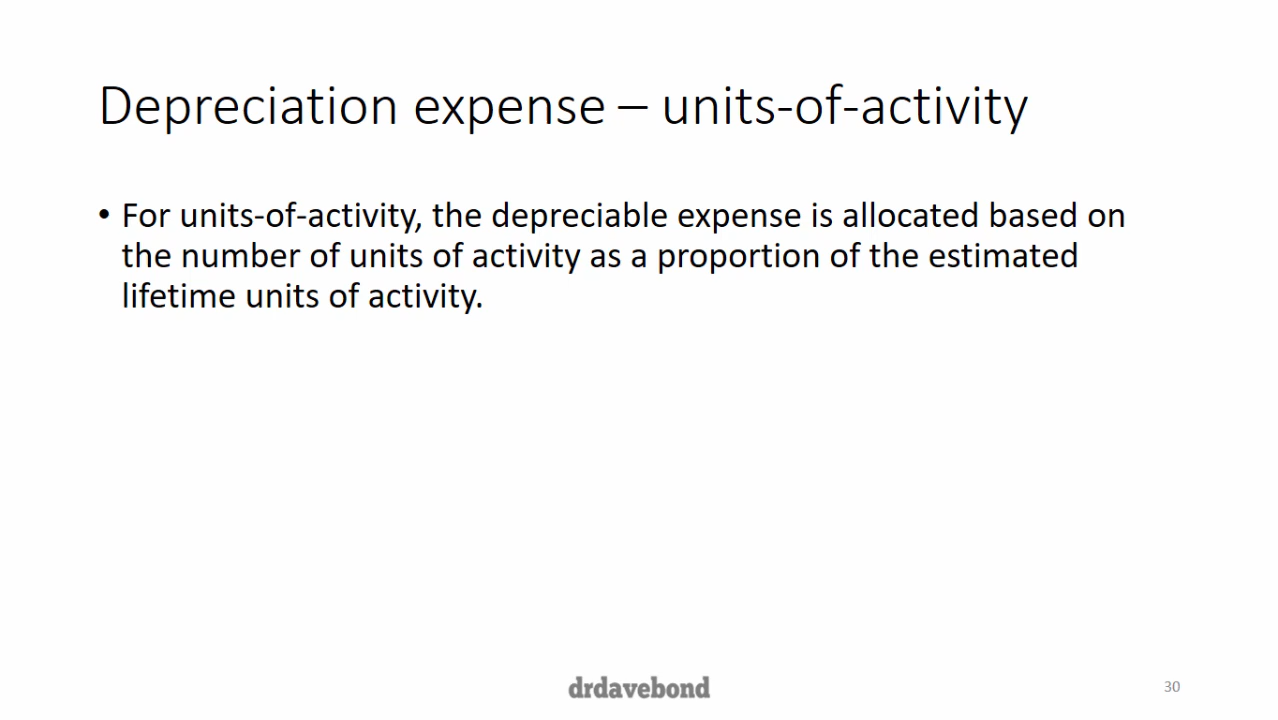 Depreciation expense – units-of-activity
• For units-of-activity, the depreciable expense is allocated based on
the number of units of activity as a proportion of the estimated
lifetime units of activity.
drdavebond
30